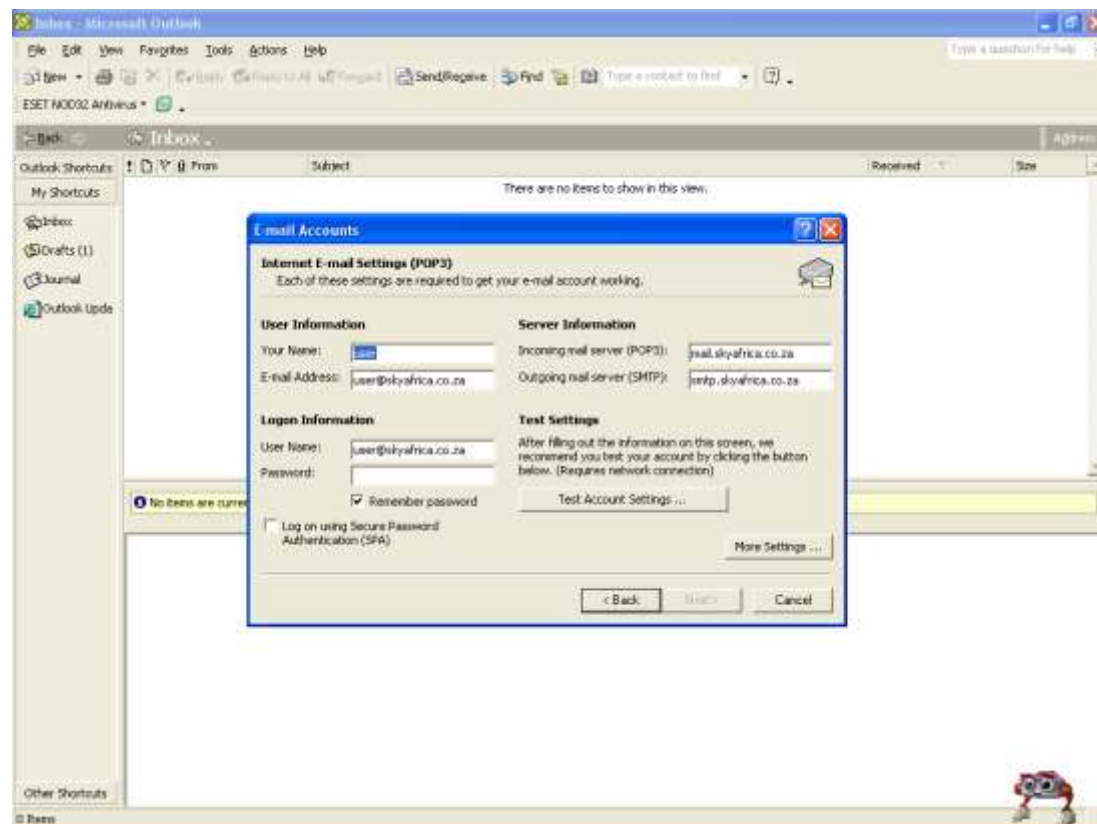 Inbox - Microsoft Outlook
File Edit View Favorites Tools Actions Help
Type a question for help
New Reply Reply to All Forward Send/Receive Find Type a contact to find
ESET NOD32 Antivirus
Back Inbox . Address
Outlook Shortcuts From Subject Received Size
My Shortcuts
There are no items to show in this view.
Inbox
Drafts (1)
Journal
Outlook Upda
E-mail Accounts
Internet E-mail Settings (POP3)
Each of these settings are required to get your e-mail account working.
User Information
Your Name: user
E-mail Address: user@skyafrica.co.za
Server Information
Incoming mail server (POP3): mail.skyafrica.co.za
Outgoing mail server (SMTP): smtp.skyafrica.co.za
Logon Information
User Name: user@skyafrica.co.za
Password:
Remember password
Log on using Secure Password
Authentication (SPA)
Test Settings
After filling out the information on this screen, we
recommend you test your account by clicking the button
below. (Requires network connection)
Test Account Settings ...
More Settings ...
< Back Next > Cancel
No items are curre
Other Shortcuts
0 Items